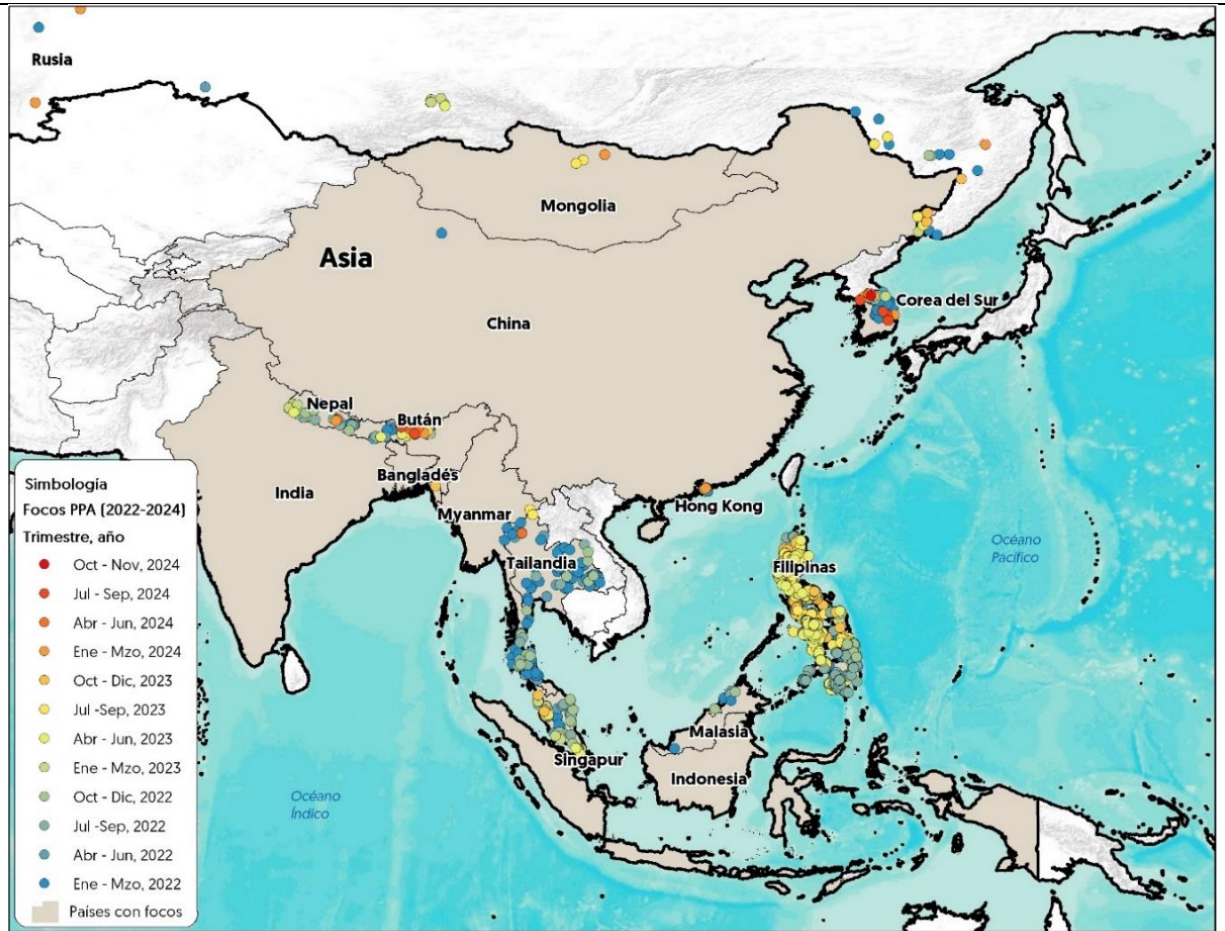 Rusia
Mongolia
Asia
China
Corea del Sur
Nepal
Bután
Bangladés
India
Myanmar
Hong Kong
Tailandia
Filipinas
Océano
Pacífico
Malasia
Singapur
Indonesia
Océano
Índico
Simbología
Focos PPA (2022-2024)
Trimestre, año
Oct - Nov, 2024
Jul - Sep, 2024
Abr - Jun, 2024
Ene - Mzo, 2024
Oct - Dic, 2023
Jul -Sep, 2023
Abr - Jun, 2023
Ene - Mzo, 2023
Oct - Dic, 2022
Jul -Sep, 2022
Abr - Jun, 2022
Ene - Mzo, 2022
Países con focos